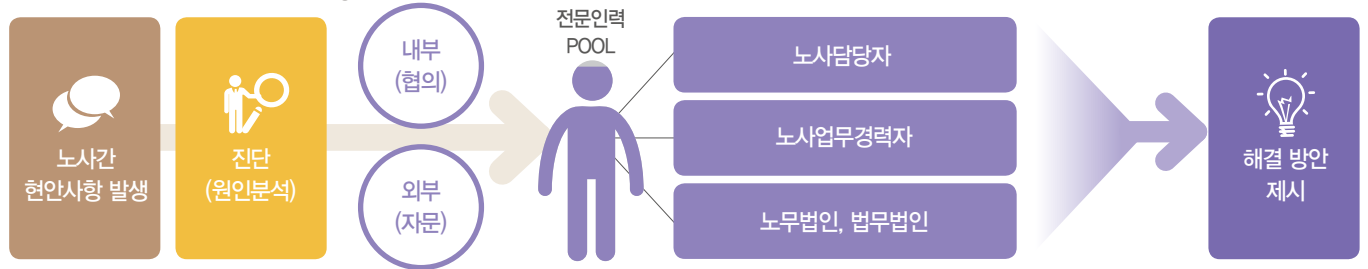 노사간
현안사항 발생
진단
(원인분석)
내부
(협의)
외부
(자문)
전문인력
POOL
노사담당자
노사업무경력자
노무법인, 법무법인
해결 방안
제시